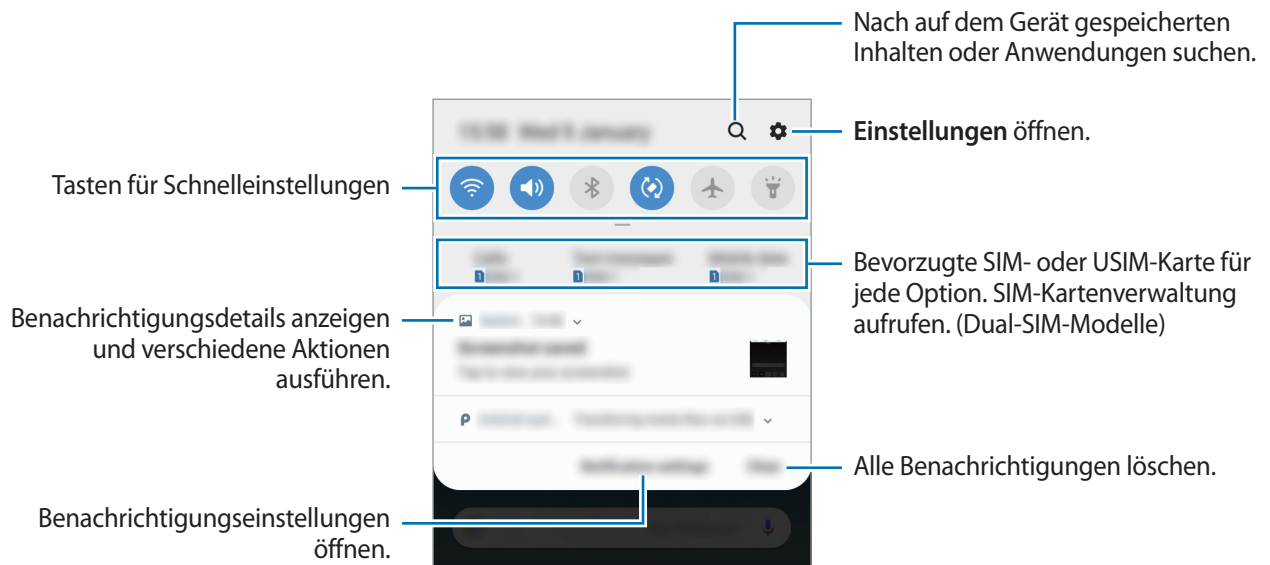 Nach auf dem Gerät gespeicherten
Inhalten oder Anwendungen suchen.
Einstellungen öffnen.
Tasten für Schnelleinstellungen
Bevorzugte SIM- oder USIM-Karte für
jede Option. SIM-Kartenverwaltung
aufrufen. (Dual-SIM-Modelle)
Benachrichtigungsdetails anzeigen
und verschiedene Aktionen
ausführen.
Alle Benachrichtigungen löschen.
Benachrichtigungseinstellungen
öffnen.